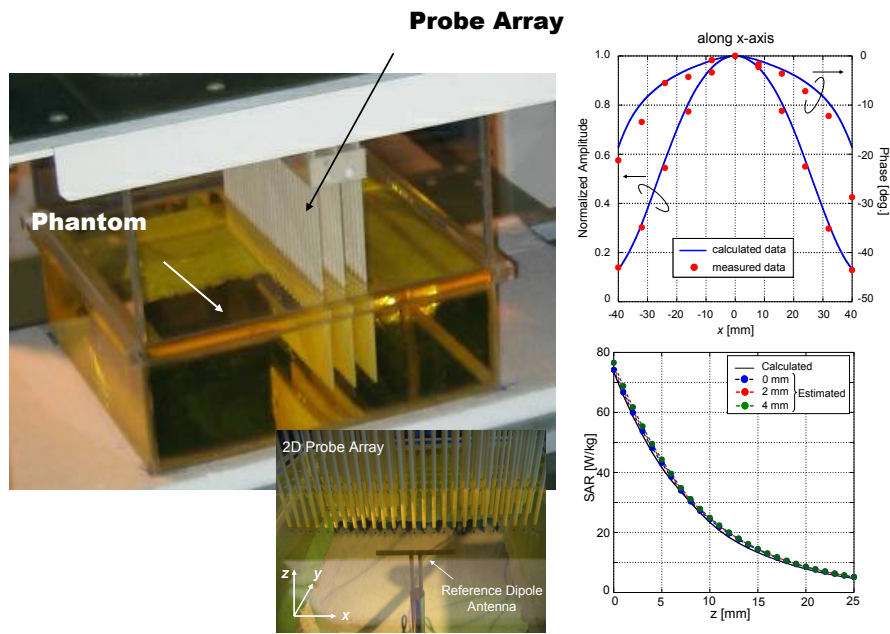 Probe Array
Phantom
2D Probe Array
Reference Dipole
Antenna
z
y
x
along x-axis
1.0
0.8
0.6
0.4
0.2
0
Normalized Amplitude
0
-10
-20
-30
-40
-50
Phase [deg.]
calculated data
measured data
-40 -30 -20 -10 0 10 20 30 40
x [mm]
80
60
40
20
0
SAR [W/kg]
Calculated
0 mm
2 mm
4 mm
Estimated
0 5 10 15 20 25
z [mm]